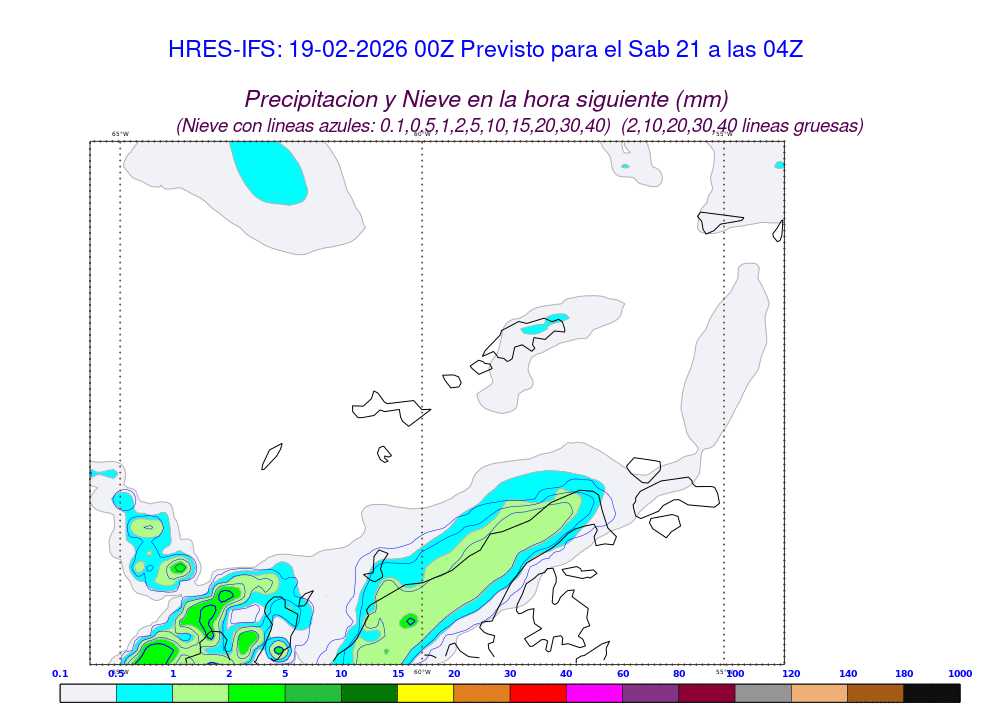 HRES-IFS: 19-02-2026 00Z Previsto para el Sab 21 a las 04Z
Precipitacion y Nieve en la hora siguiente (mm)
(Nieve con lineas azules: 0.1,0.5,1,2,5,10,15,20,30,40) (2,10,20,30,40 lineas gruesas)
65°W 60°W 55°W
65°W 60°W 55°W
0.1 0.5 1 2 5 10 15 20 30 40 60 80 100 120 140 180 1000